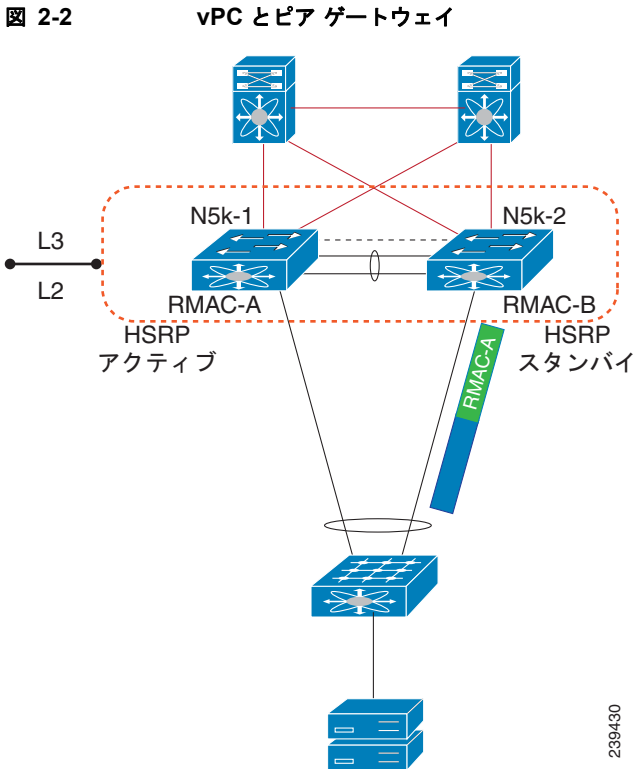 図 2-2 vPC とピア ゲートウェイ
N5k-1
N5k-2
L3
L2
RMAC-A
RMAC-B
HSRP
アクティブ
HSRP
スタンバイ
RMAC-A
239430